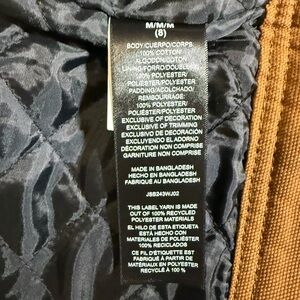 M/M/M
(8)
BODY/CUERPO/CORPS
100% COTTON/
ALGODÓN/COTON
LINING/FORRO/DOUBLURE
100% POLYESTER/
POLIÉSTER/POLYESTER
PADDING/ACOLCHADO/
REMBOURRAGE:
100% POLYESTER/
POLIÉSTER/POLYESTER
EXCLUSIVE OF DECORATION
EXCLUSIVE OF TRIMMING
EXCLUSIVO DE DECORACIÓN
EXCLUYENDO EL ADORNO
DÉCORATION NON COMPRISE
GARNITURE NON COMPRISE
MADE IN BANGLADESH
HECHO EN BANGLADESH
FABRIQUÉ AU BANGLADESH
JSB243WJ02
THIS LABEL YARN IS MADE
OUT OF 100% RECYCLED
POLYESTER MATERIALS
EL HILO DE ESTA ETIQUETA
ESTÁ HECHO CON
MATERIALES DE POLIÉSTER
100% RECICLADO
CE FIL D'ÉTIQUETTE EST
FABRIQUÉ À PARTIR DE
MATÉRIAUX EN POLYESTER
RECYCLÉ À 100 %